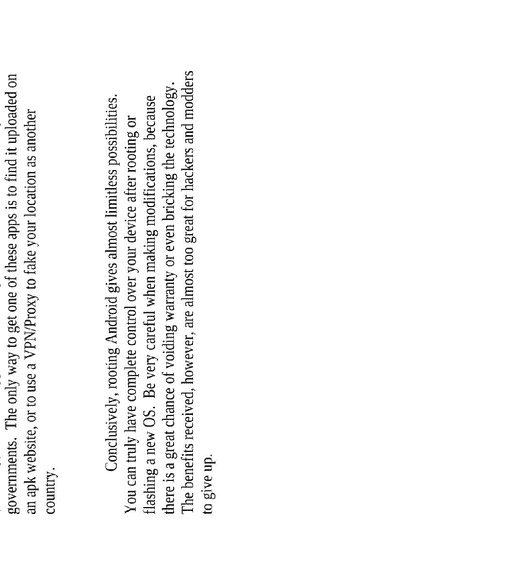 governments.  The only way to get one of these apps is to find it uploaded on
an apk website, or to use a VPN/Proxy to fake your location as another
country.
Conclusively, rooting Android gives almost limitless possibilities.
You can truly have complete control over your device after rooting or
flashing a new OS.  Be very careful when making modifications, because
there is a great chance of voiding warranty or even bricking the technology.
The benefits received, however, are almost too great for hackers and modders
to give up.